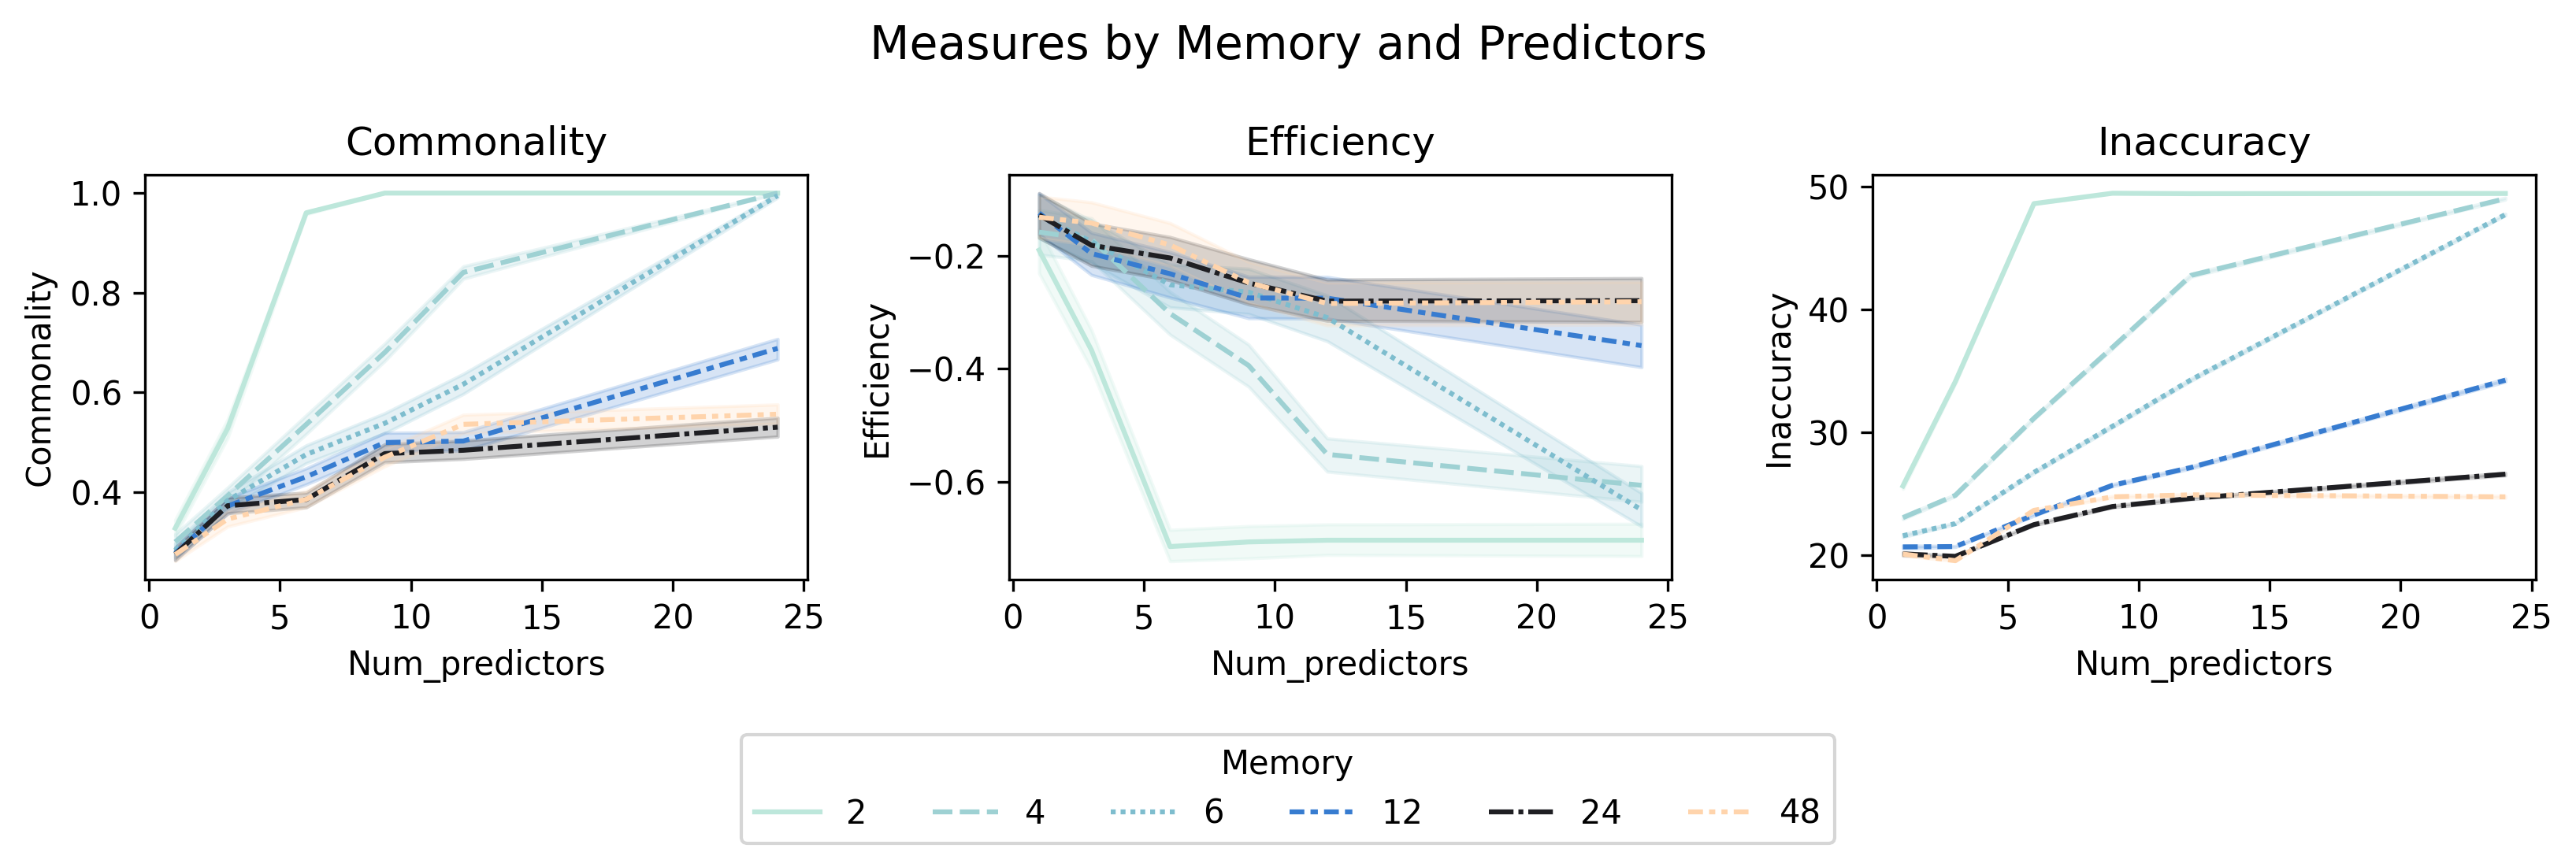 Measures by Memory and Predictors
Commonality
Commonality
1.0
0.8
0.6
0.4
0 5 10 15 20 25
Num_predictors
Efficiency
Efficiency
−0.2
−0.4
−0.6
0 5 10 15 20 25
Num_predictors
Inaccuracy
Inaccuracy
50
40
30
20
0 5 10 15 20 25
Num_predictors
Memory
2 4 6 12 24 48